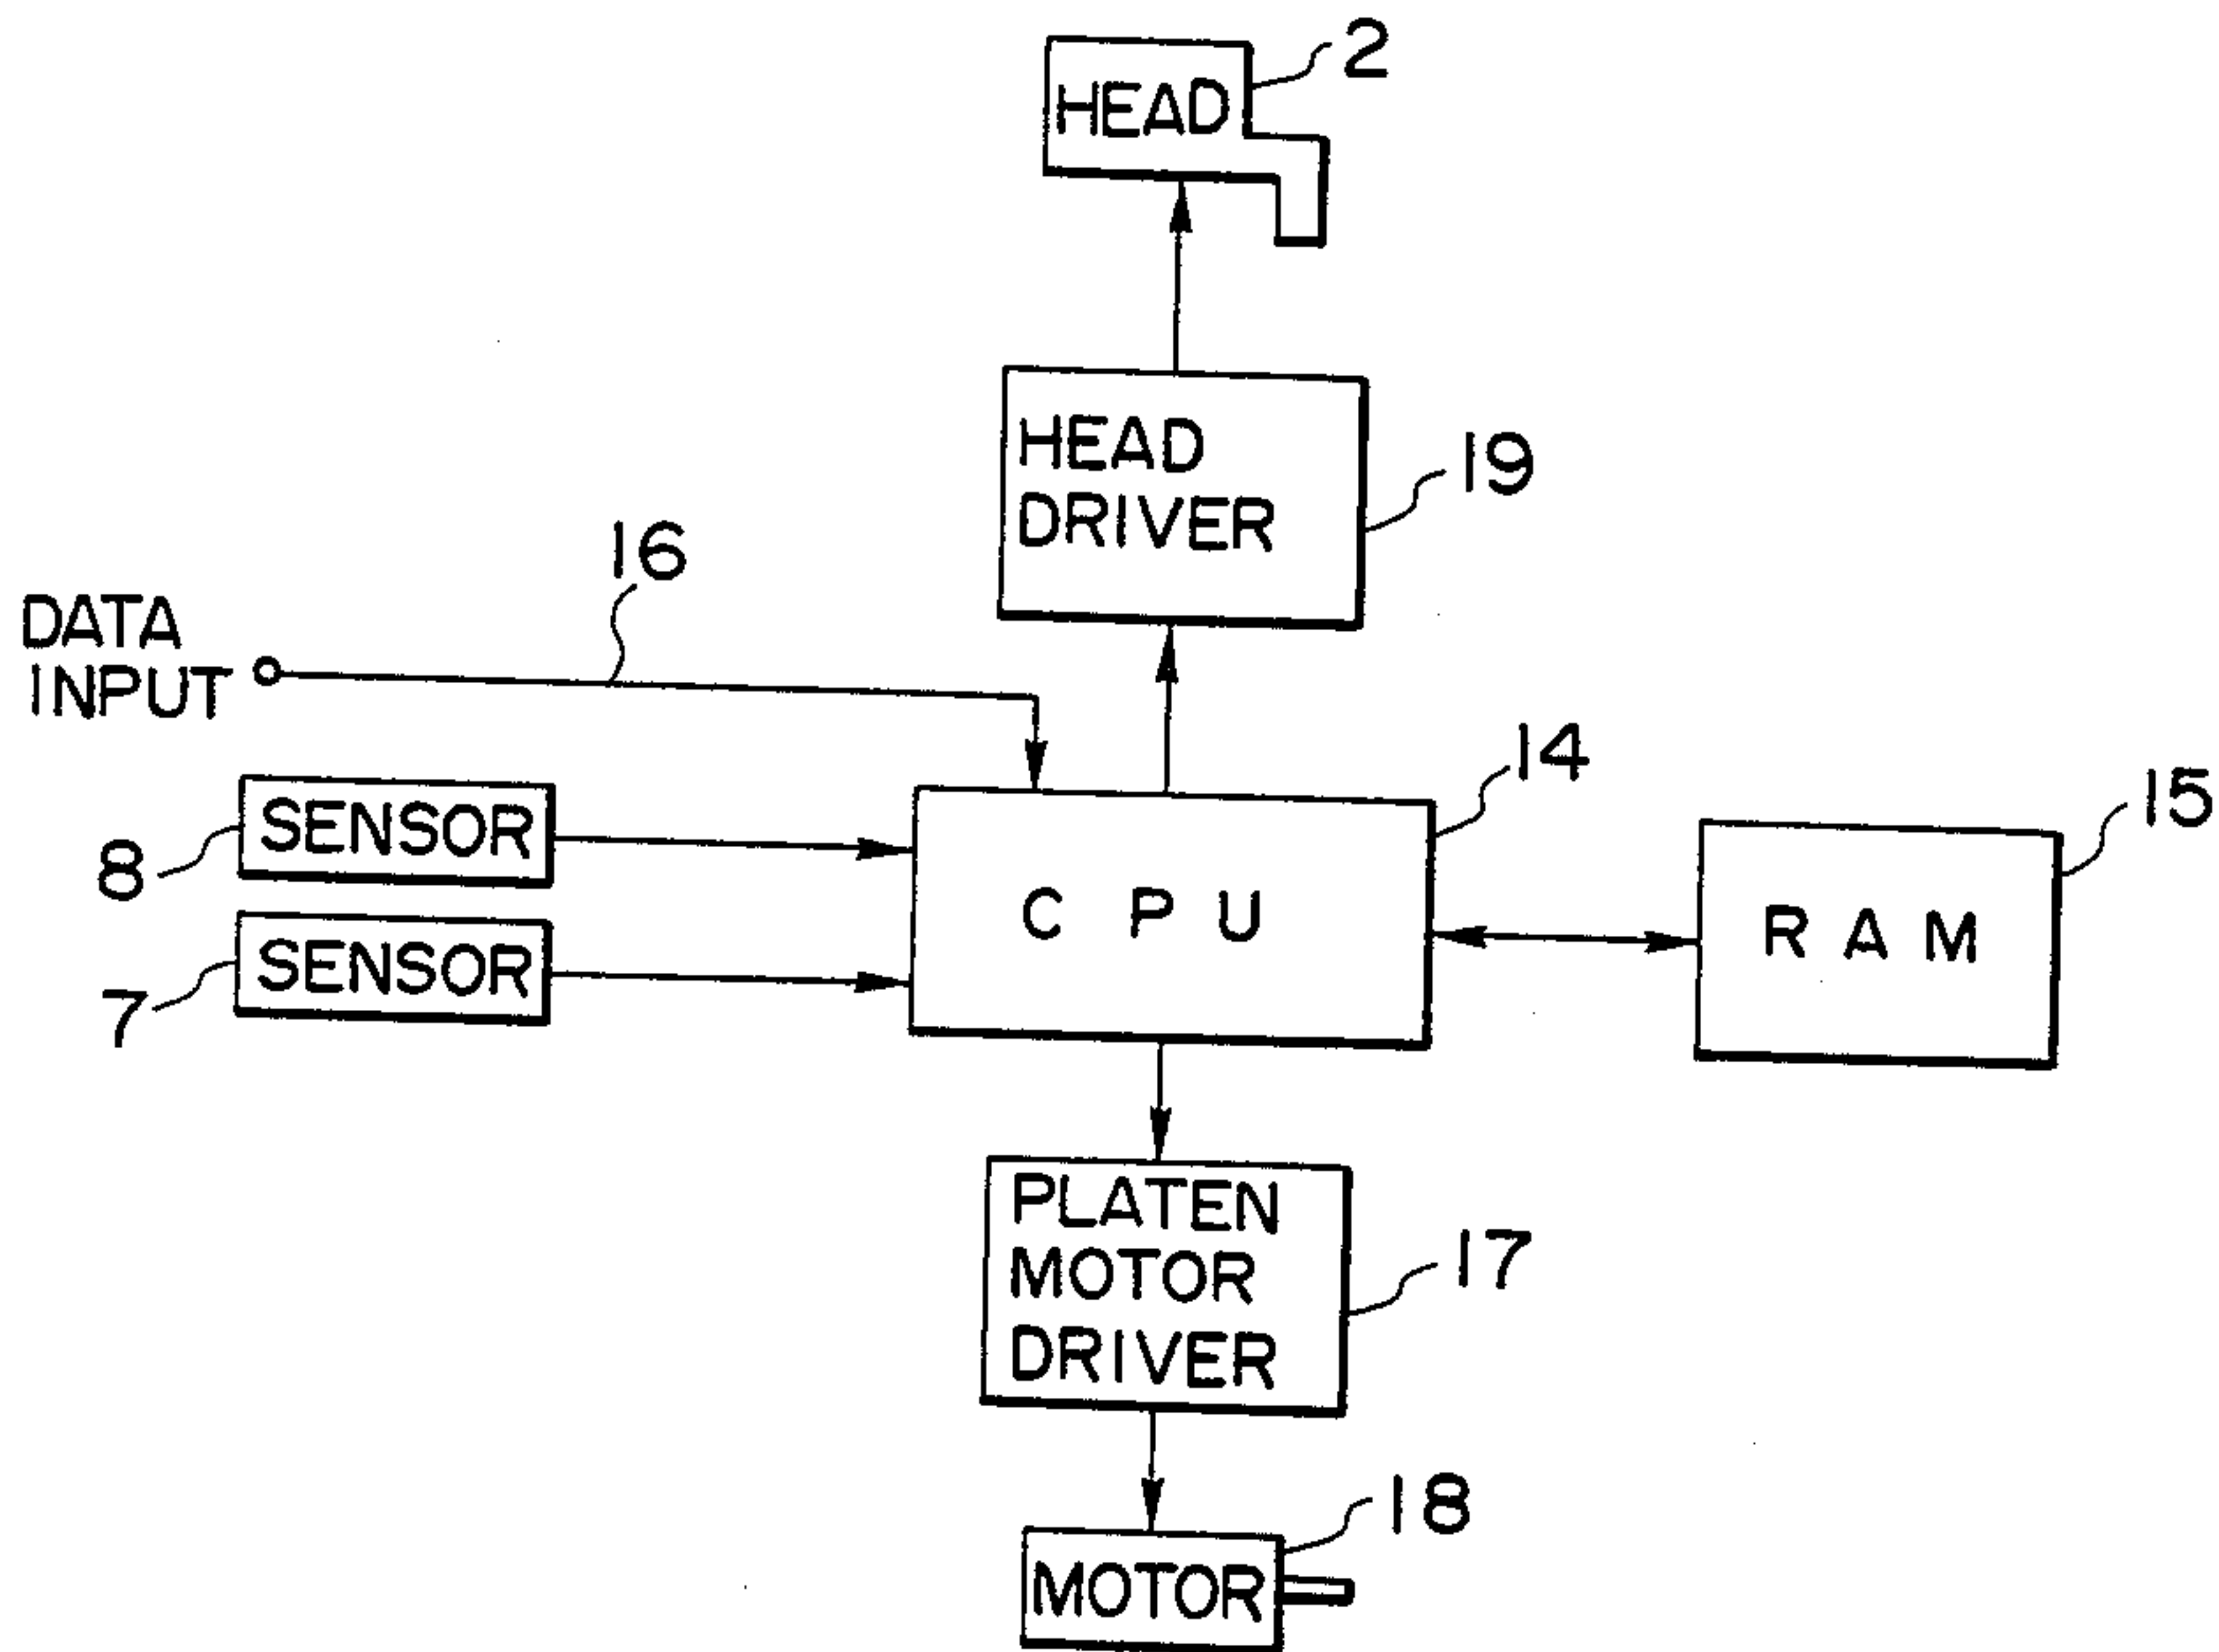 2
HEAD
HEAD
DRIVER
19
16
DATA
INPUT
14
15
SENSOR
8
C P U
R A M
SENSOR
7
PLATEN
MOTOR
DRIVER
17
18
MOTOR